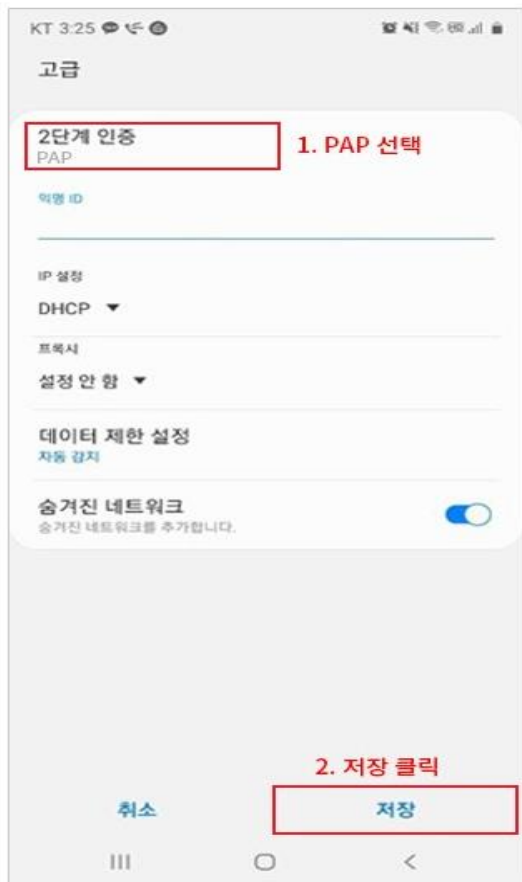 KT 3:25
고급
2단계 인증
PAP
1. PAP 선택
익명 ID
IP 설정
DHCP
프록시
설정 안 함
데이터 제한 설정
자동 감지
숨겨진 네트워크
숨겨진 네트워크를 추가합니다.
2. 저장 클릭
취소
저장